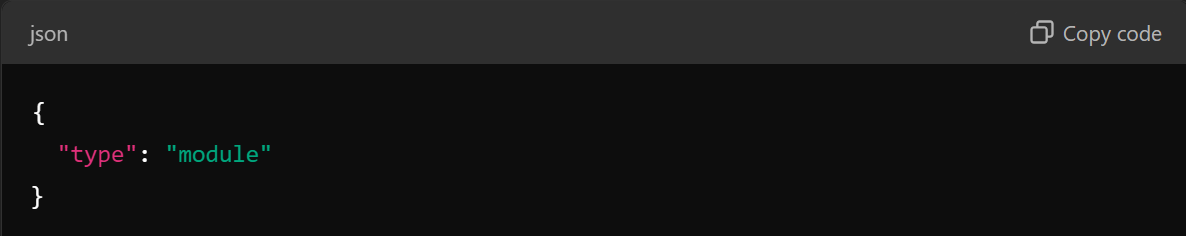 json Copy code
{
"type": "module"
}